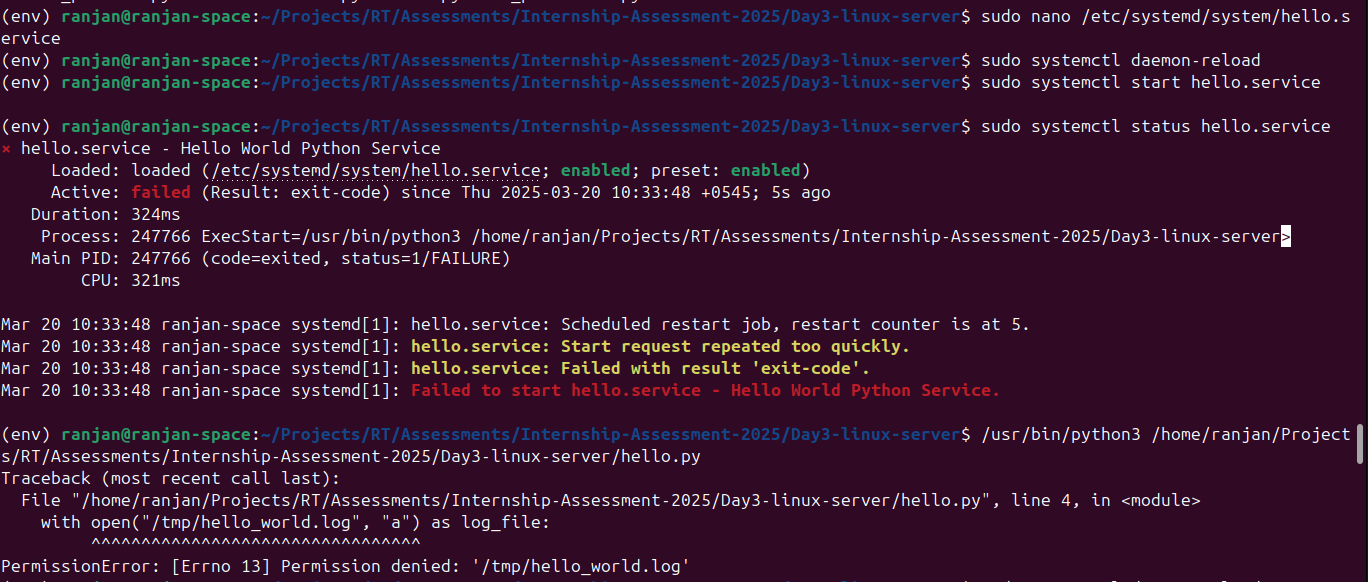 (env) ranjan@ranjan-space:~/Projects/RT/Assessments/Internship-Assessment-2025/Day3-linux-server$ sudo nano /etc/systemd/system/hello.s
ervice
(env) ranjan@ranjan-space:~/Projects/RT/Assessments/Internship-Assessment-2025/Day3-linux-server$ sudo systemctl daemon-reload
(env) ranjan@ranjan-space:~/Projects/RT/Assessments/Internship-Assessment-2025/Day3-linux-server$ sudo systemctl start hello.service
(env) ranjan@ranjan-space:~/Projects/RT/Assessments/Internship-Assessment-2025/Day3-linux-server$ sudo systemctl status hello.service
× hello.service - Hello World Python Service
Loaded: loaded (/etc/systemd/system/hello.service; enabled; preset: enabled)
Active: failed (Result: exit-code) since Thu 2025-03-20 10:33:48 +0545; 5s ago
Duration: 324ms
Process: 247766 ExecStart=/usr/bin/python3 /home/ranjan/Projects/RT/Assessments/Internship-Assessment-2025/Day3-linux-server>
Main PID: 247766 (code=exited, status=1/FAILURE)
CPU: 321ms
Mar 20 10:33:48 ranjan-space systemd[1]: hello.service: Scheduled restart job, restart counter is at 5.
Mar 20 10:33:48 ranjan-space systemd[1]: hello.service: Start request repeated too quickly.
Mar 20 10:33:48 ranjan-space systemd[1]: hello.service: Failed with result 'exit-code'.
Mar 20 10:33:48 ranjan-space systemd[1]: Failed to start hello.service - Hello World Python Service.
(env) ranjan@ranjan-space:~/Projects/RT/Assessments/Internship-Assessment-2025/Day3-linux-server$ /usr/bin/python3 /home/ranjan/Project
s/RT/Assessments/Internship-Assessment-2025/Day3-linux-server/hello.py
Traceback (most recent call last):
File "/home/ranjan/Projects/RT/Assessments/Internship-Assessment-2025/Day3-linux-server/hello.py", line 4, in <module>
with open("/tmp/hello_world.log", "a") as log_file:
^^^^^^^^^^^^^^^^^^^^^^^^^^^^^^^^^
PermissionError: [Errno 13] Permission denied: '/tmp/hello_world.log'